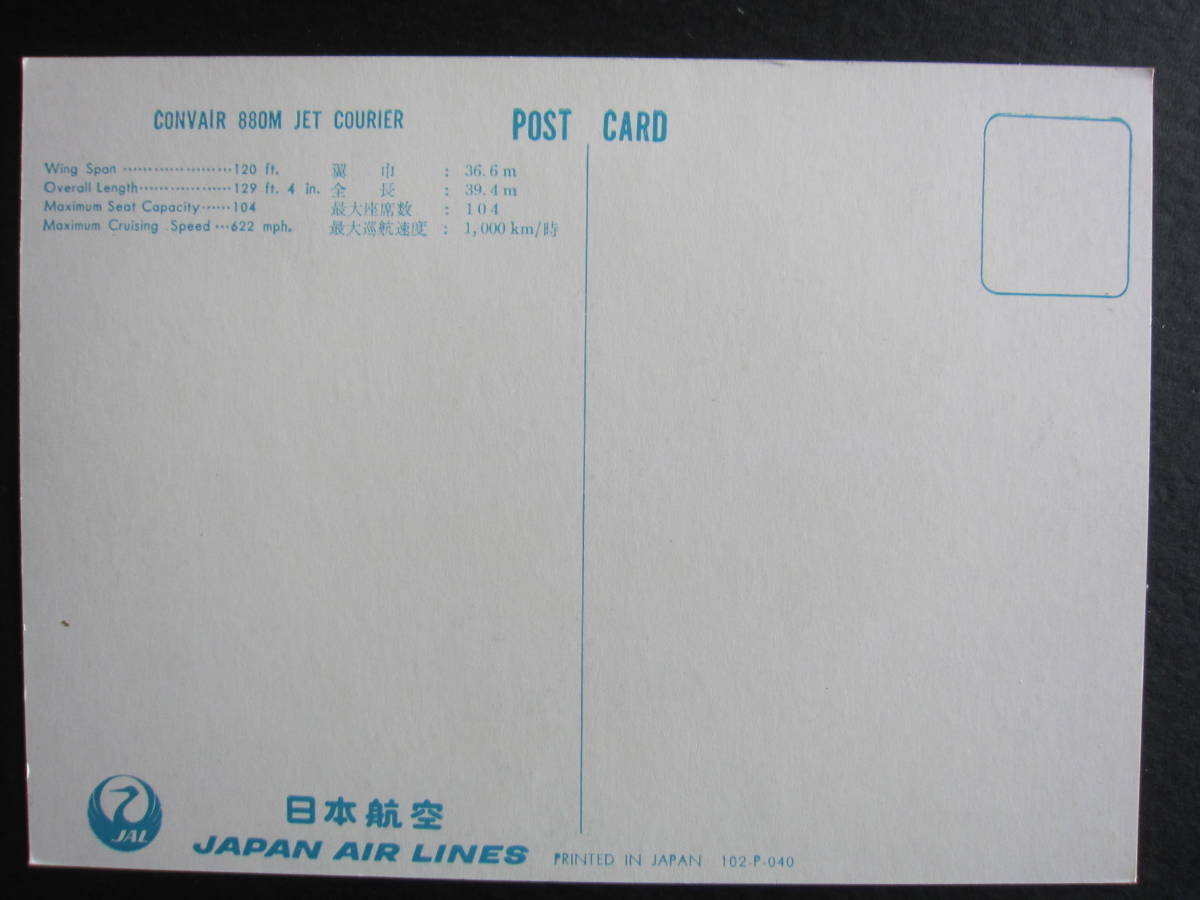 CONVAIR 880M JET COURIER
POST CARD
Wing Span ······················120 ft. 翼 巾 : 36.6 m
Overall Length··················129 ft. 4 in. 全 長 : 39.4 m
Maximum Seat Capacity······104 最大座席数 : 104
Maximum Cruising Speed ···622 mph. 最大巡航速度 : 1,000 km/時
JAL
日本航空
JAPAN AIR LINES
PRINTED IN JAPAN 102-P-040